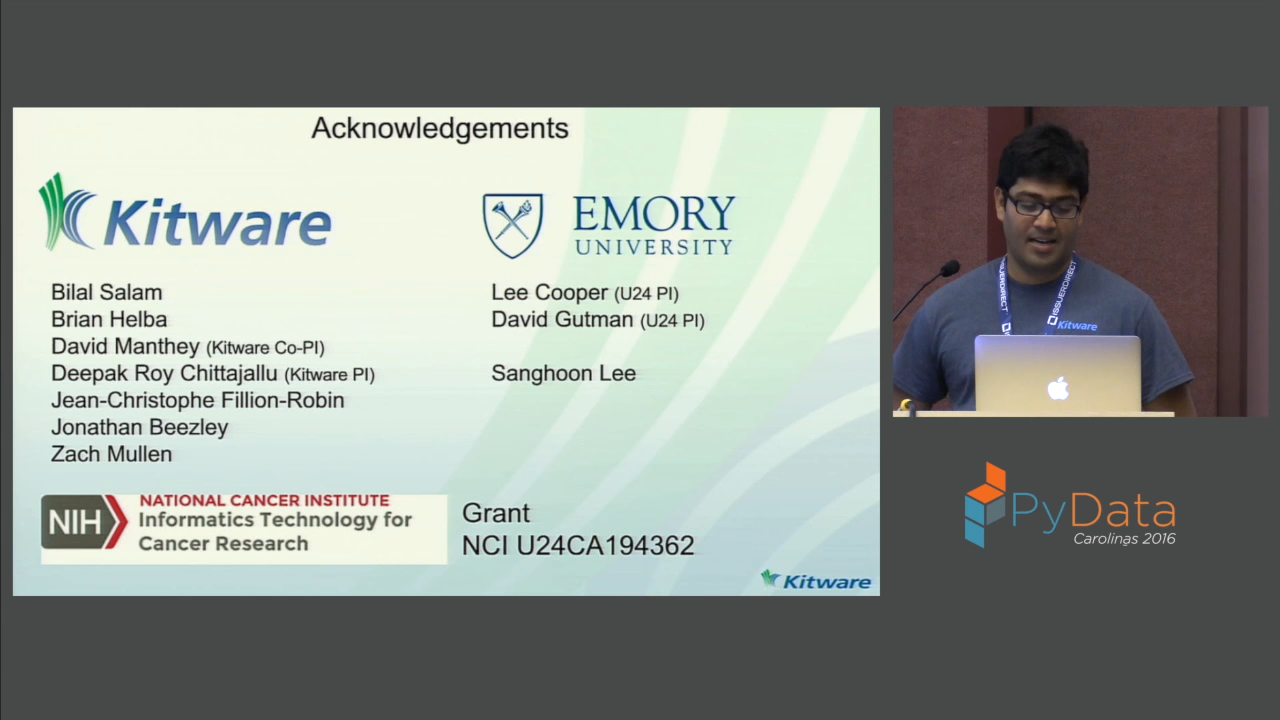 Acknowledgements
Kitware
EMORY
UNIVERSITY
Bilal Salam
Brian Helba
David Manthey (Kitware Co-PI)
Deepak Roy Chittajallu (Kitware PI)
Jean-Christophe Fillion-Robin
Jonathan Beezley
Zach Mullen
Lee Cooper (U24 PI)
David Gutman (U24 PI)
Sanghoon Lee
NIH
NATIONAL CANCER INSTITUTE
Informatics Technology for
Cancer Research
Grant
NCI U24CA194362
Kitware
ISSUERDIRECT
ISSUERDIRECT
Kitware
PyData
Carolinas 2016